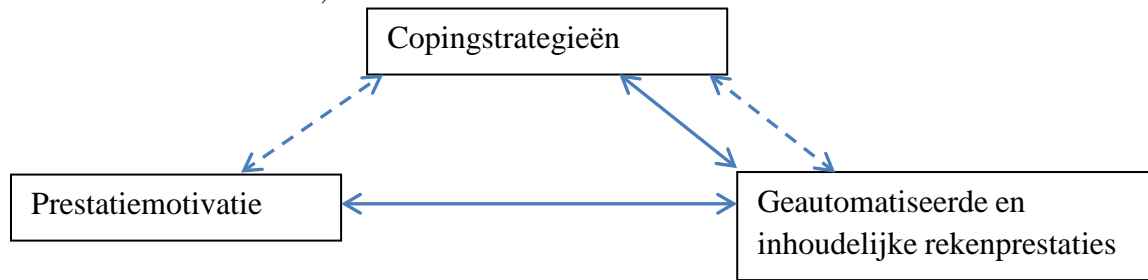 Copingstrategieën
Prestatiemotivatie
Geautomatiseerde en
inhoudelijke rekenprestaties